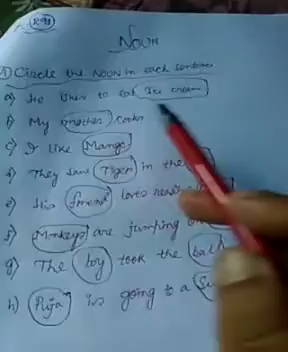 Noun
A) Circle the Noun in each sentence
a) He likes to eat Ice cream
b) My mother cooks
c) I like Mango
d) They saw Tiger in the
e) His friend loves
f) Monkeys are jumping
g) The boy took the ball
h) Puja is going to a